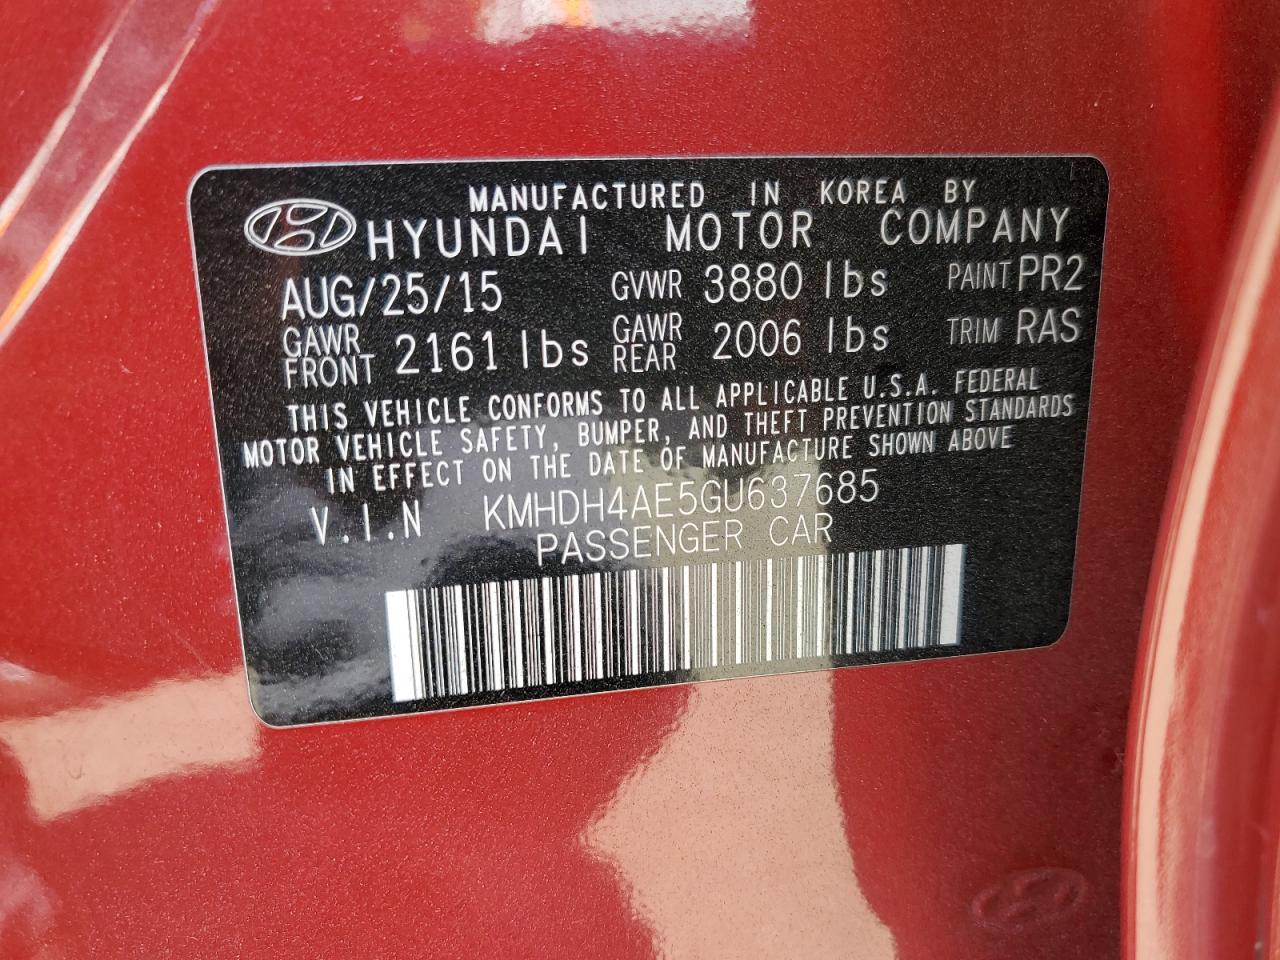 MANUFACTURED IN KOREA BY
HYUNDAI MOTOR COMPANY
AUG/25/15 GVWR 3880 lbs PAINT PR2
GAWR FRONT 2161 lbs GAWR REAR 2006 lbs TRIM RAS
THIS VEHICLE CONFORMS TO ALL APPLICABLE U.S.A. FEDERAL
MOTOR VEHICLE SAFETY, BUMPER, AND THEFT PREVENTION STANDARDS
IN EFFECT ON THE DATE OF MANUFACTURE SHOWN ABOVE
V.I.N KMHDH4AE5GU637685
PASSENGER CAR